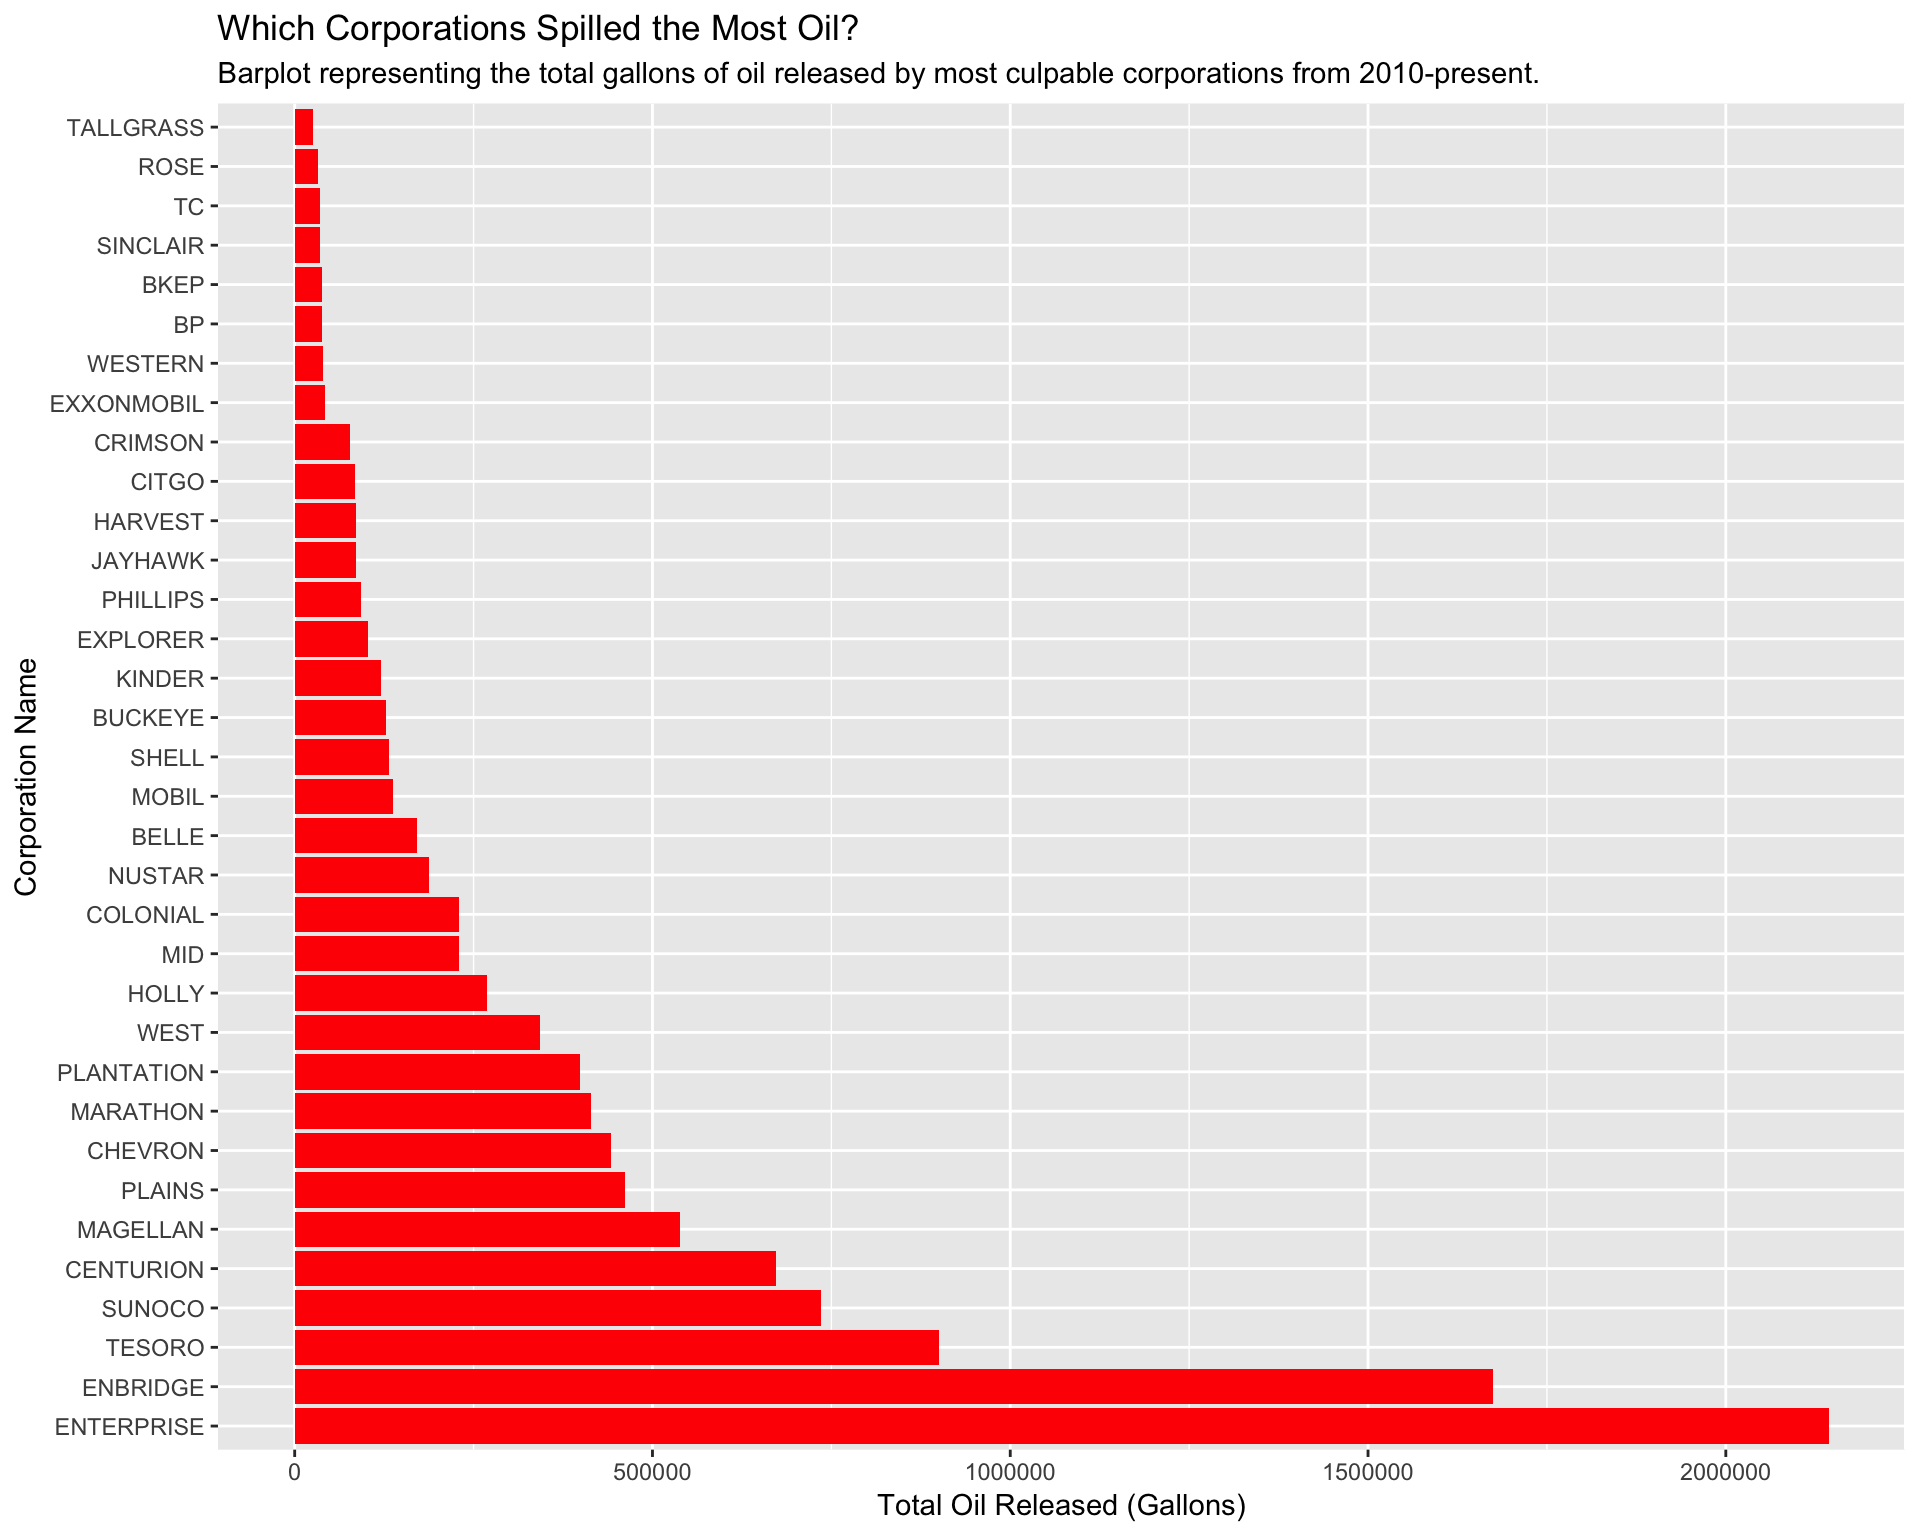 Which Corporations Spilled the Most Oil?
Barplot representing the total gallons of oil released by most culpable corporations from 2010-present.
Corporation Name
TALLGRASS
ROSE
TC
SINCLAIR
BKEP
BP
WESTERN
EXXONMOBIL
CRIMSON
CITGO
HARVEST
JAYHAWK
PHILLIPS
EXPLORER
KINDER
BUCKEYE
SHELL
MOBIL
BELLE
NUSTAR
COLONIAL
MID
HOLLY
WEST
PLANTATION
MARATHON
CHEVRON
PLAINS
MAGELLAN
CENTURION
SUNOCO
TESORO
ENBRIDGE
ENTERPRISE
0 500000 1000000 1500000 2000000
Total Oil Released (Gallons)